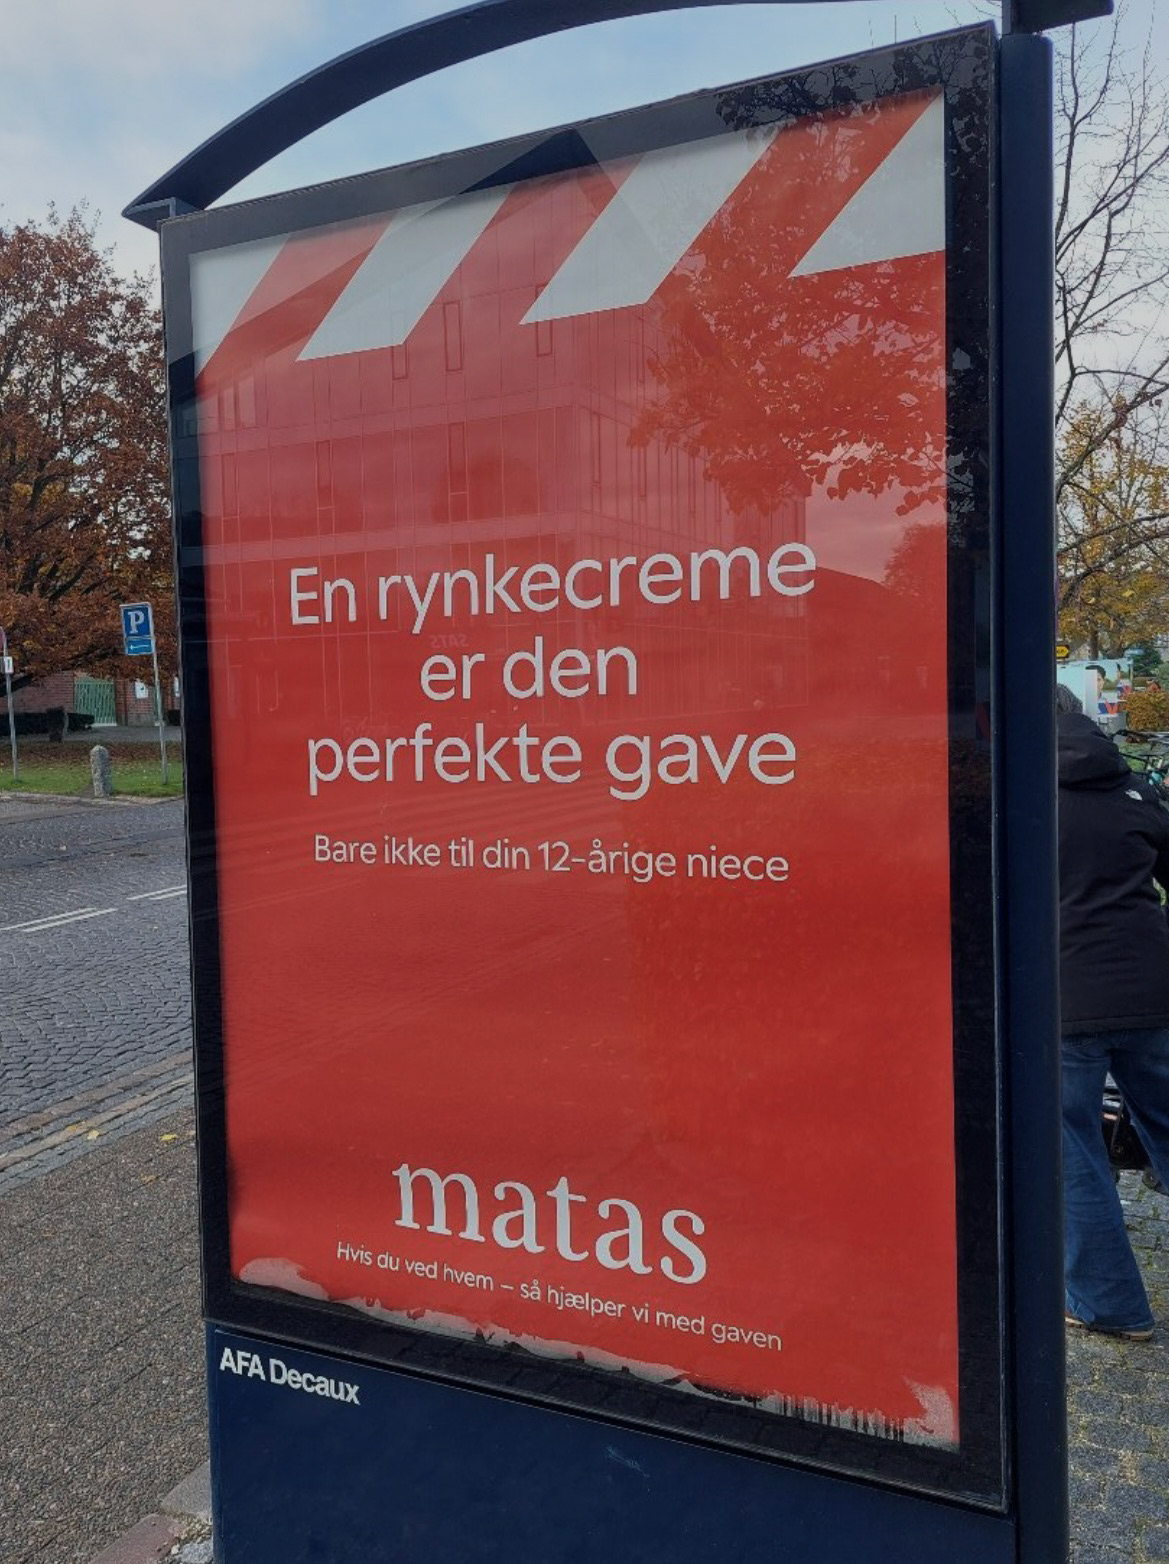 En rynkecreme
er den
perfekte gave
Bare ikke til din 12-årige niece
matas
Hvis du ved hvem – så hjælper vi med gaven
AFA Decaux
P
SATS